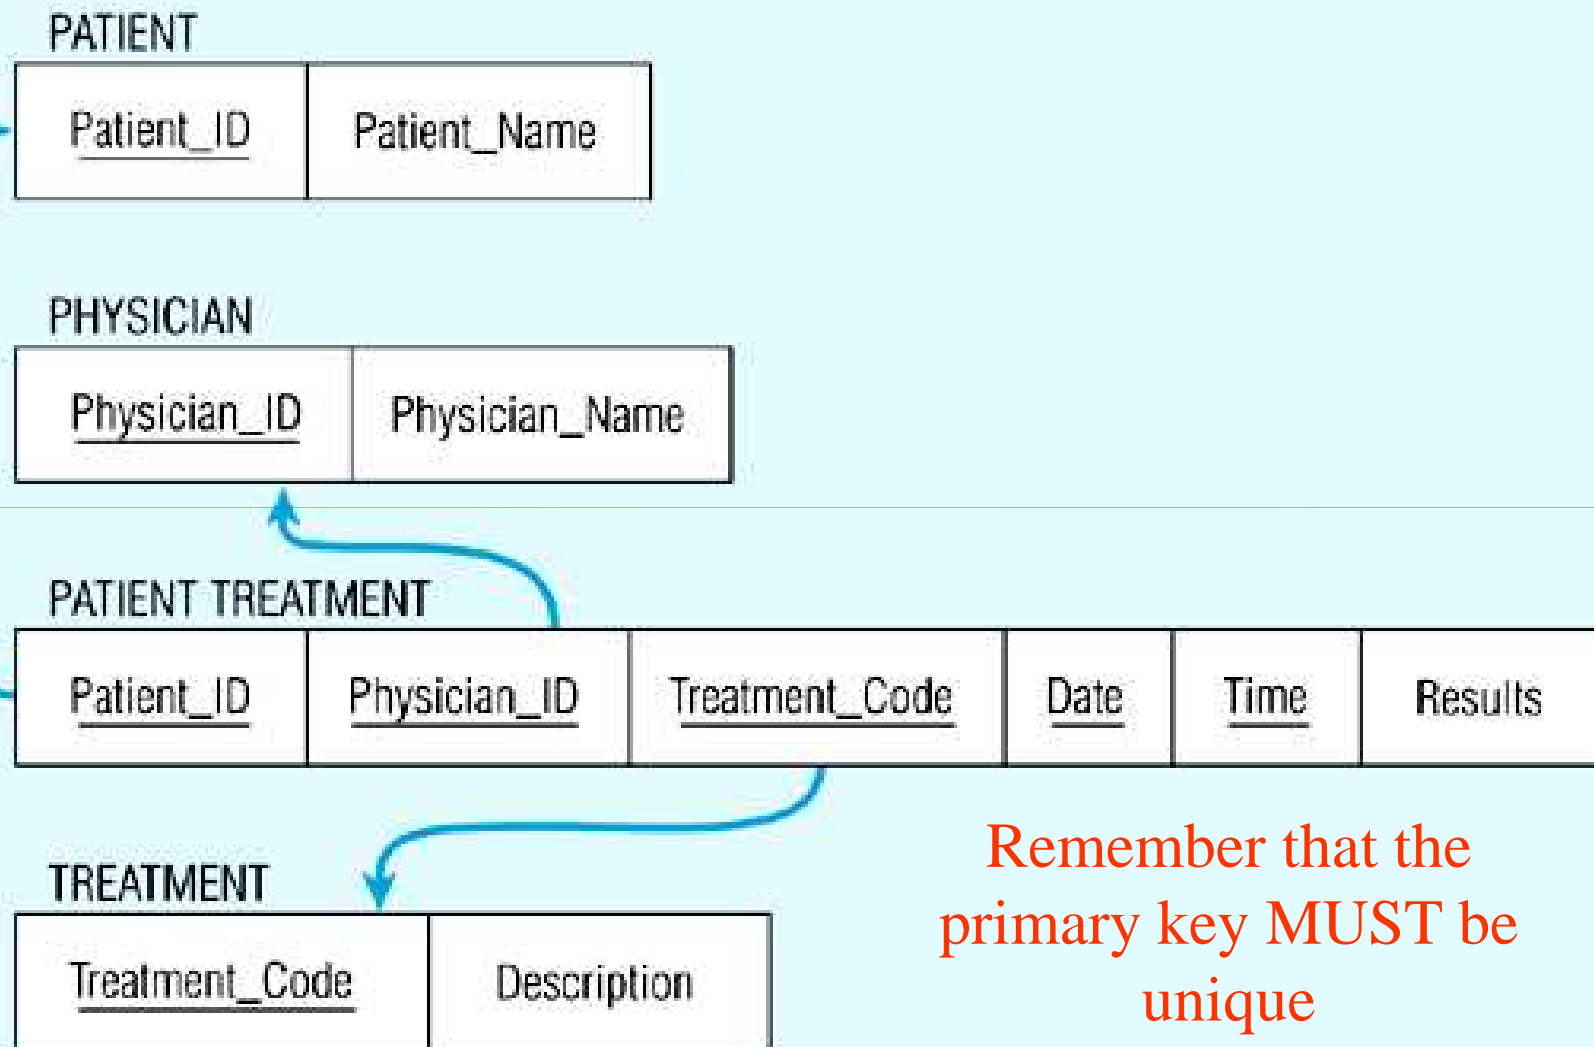 PATIENT
Patient_ID Patient_Name
PHYSICIAN
Physician_ID Physician_Name
PATIENT TREATMENT
Patient_ID Physician_ID Treatment_Code Date Time Results
TREATMENT
Treatment_Code Description
Remember that the
primary key MUST be
unique